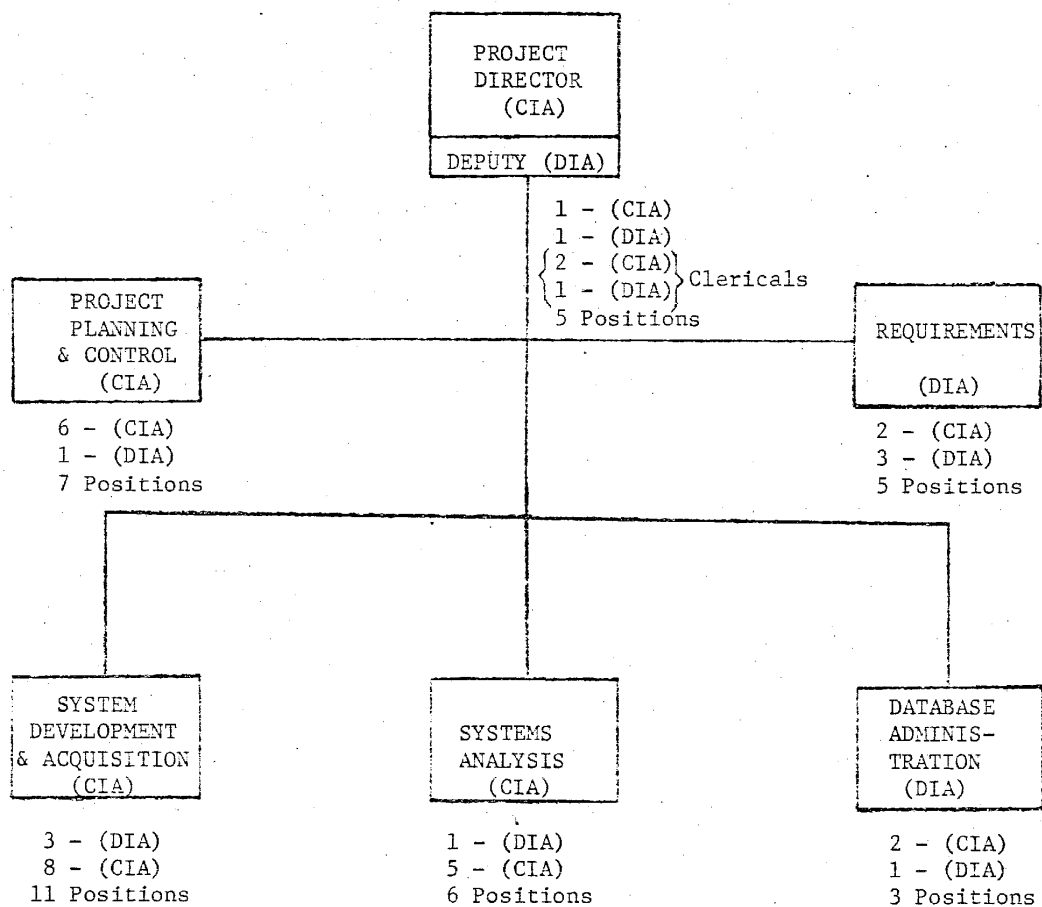 PROJECT
DIRECTOR
(CIA)
DEPUTY (DIA)
1 - (CIA)
1 - (DIA)
2 - (CIA)
1 - (DIA)
Clericals
5 Positions
PROJECT
PLANNING
& CONTROL
(CIA)
6 - (CIA)
1 - (DIA)
7 Positions
REQUIREMENTS
(DIA)
2 - (CIA)
3 - (DIA)
5 Positions
SYSTEM
DEVELOPMENT
& ACQUISITION
(CIA)
3 - (DIA)
8 - (CIA)
11 Positions
SYSTEMS
ANALYSIS
(CIA)
1 - (DIA)
5 - (CIA)
6 Positions
DATABASE
ADMINIS-
TRATION
(DIA)
2 - (CIA)
1 - (DIA)
3 Positions